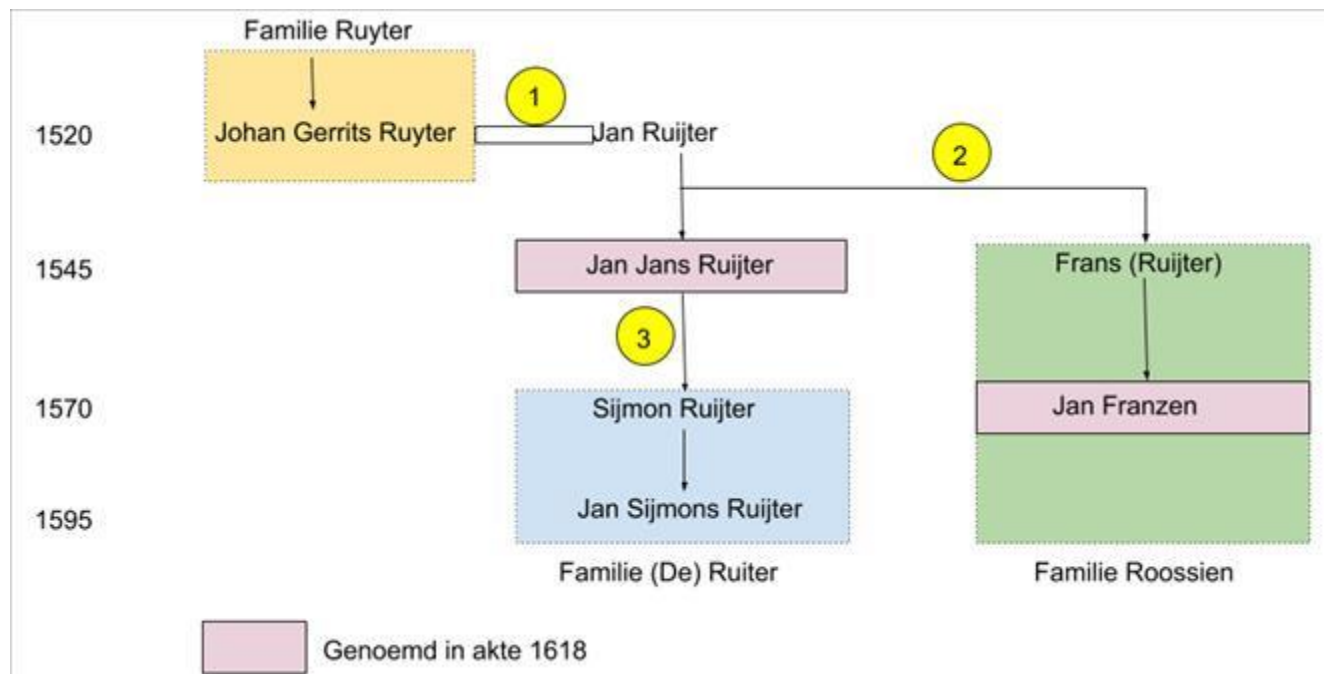 Familie Ruyter
1
1520
Johan Gerrits Ruyter
Jan Ruijter
2
1545
Jan Jans Ruijter
Frans (Ruijter)
3
1570
Sijmon Ruijter
Jan Franzen
1595
Jan Sijmons Ruijter
Familie (De) Ruiter
Familie Roossien
Genoemd in akte 1618